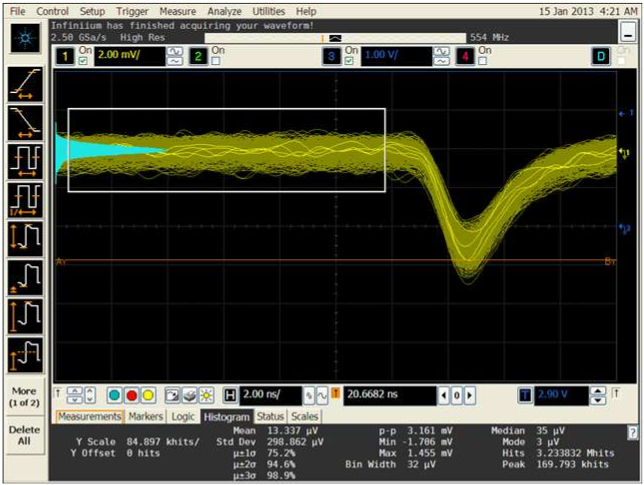 File Control Setup Trigger Measure Analyze Utilities Help 15 Jan 2013 4:21 AM
Infiniium has finished acquiring your waveform!
2.50 GSa/s High Res 554 MHz
1 On 2.00 mV/ 2 On 3 On 1.00 V/ 4 On D On
More
(1 of 2)
Delete
All
H 2.00 ns/ 20.6682 ns 0 T 2.90 V
Measurements Markers Logic Histogram Status Scales
Mean 13.337 µV p-p 3.161 mV Median 35 µV
Y Scale 84.897 khits/ Std Dev 298.862 µV Min -1.706 mV Mode 3 µV
Y Offset 0 hits µ±1σ 75.2% Max 1.455 mV Hits 3.233832 Mhits
µ±2σ 94.6% Bin Width 32 µV Peak 169.793 khits
µ±3σ 98.9%